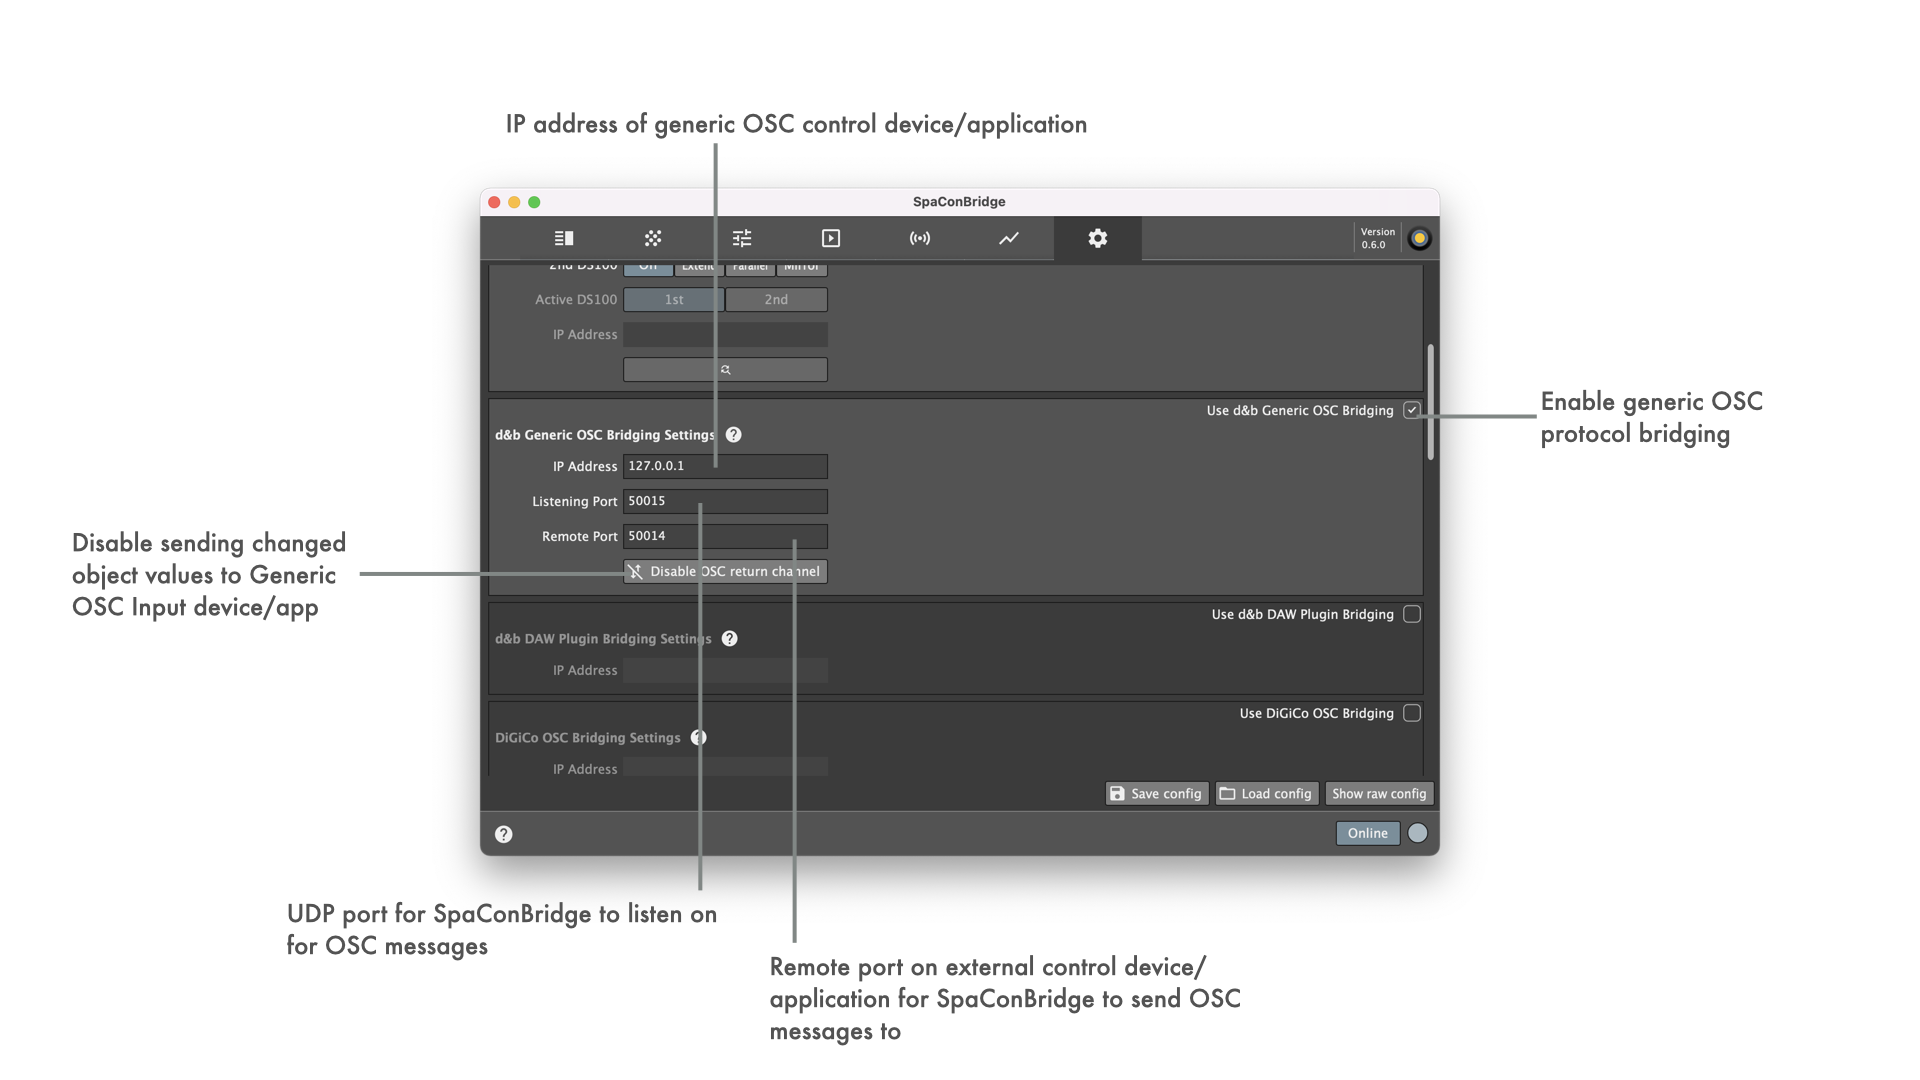 IP address of generic OSC control device/application
SpaConBridge
Version
0.6.0
2nd DS100 Off Extend Parallel Mirror
Active DS100 1st 2nd
IP Address
Use d&b Generic OSC Bridging
Enable generic OSC
protocol bridging
d&b Generic OSC Bridging Settings ?
IP Address 127.0.0.1
Listening Port 50015
Remote Port 50014
Disable OSC return channel
Disable sending changed
object values to Generic
OSC Input device/app
Use d&b DAW Plugin Bridging
d&b DAW Plugin Bridging Settings ?
IP Address
Use DiGiCo OSC Bridging
DiGiCo OSC Bridging Settings ?
IP Address
Save config Load config Show raw config
? Online
UDP port for SpaConBridge to listen on
for OSC messages
Remote port on external control device/
application for SpaConBridge to send OSC
messages to